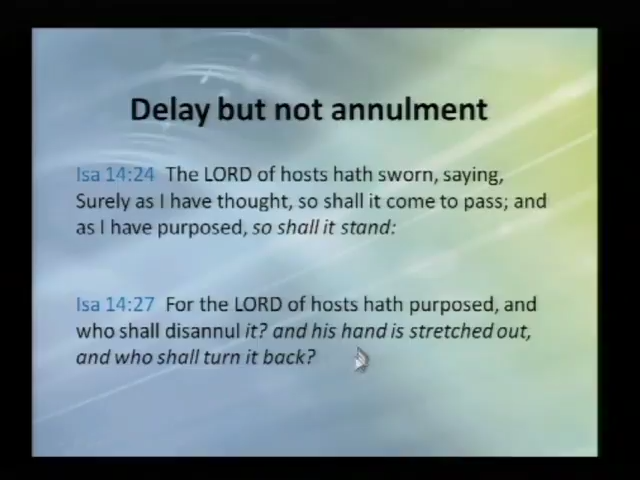 Delay but not annulment
Isa 14:24 The LORD of hosts hath sworn, saying,
Surely as I have thought, so shall it come to pass; and
as I have purposed, so shall it stand:
Isa 14:27 For the LORD of hosts hath purposed, and
who shall disannul it? and his hand is stretched out,
and who shall turn it back?